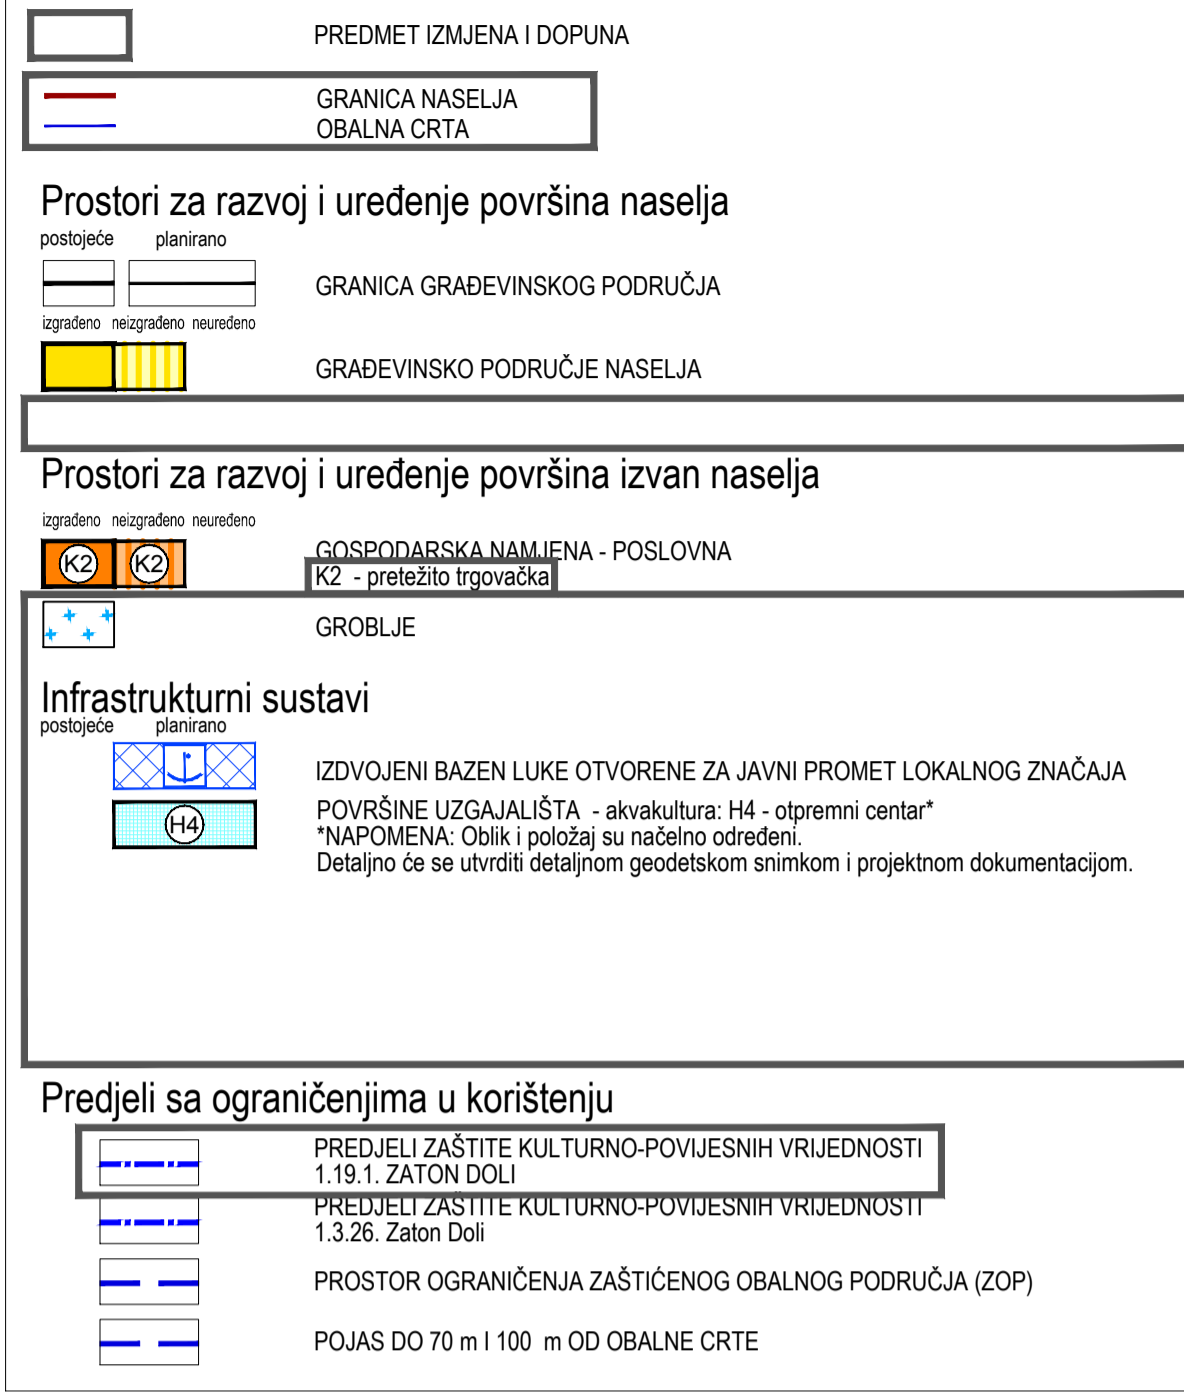 PREDMET IZMJENA I DOPUNA
GRANICA NASELJA
OBALNA CRTA
Prostori za razvoj i uređenje površina naselja
postojeće planirano
GRANICA GRAĐEVINSKOG PODRUČJA
izgrađeno neizgrađeno neuređeno
GRAĐEVINSKO PODRUČJE NASELJA
Prostori za razvoj i uređenje površina izvan naselja
izgrađeno neizgrađeno neuređeno
K2 K2 GOSPODARSKA NAMJENA - POSLOVNA
K2 - pretežito trgovačka
GROBLJE
Infrastrukturni sustavi
postojeće planirano
IZDVOJENI BAZEN LUKE OTVORENE ZA JAVNI PROMET LOKALNOG ZNAČAJA
H4 POVRŠINE UZGAJALIŠTA - akvakultura: H4 - otpremni centar*
*NAPOMENA: Oblik i položaj su načelno određeni.
Detaljno će se utvrditi detaljnom geodetskom snimkom i projektnom dokumentacijom.
Predjeli sa ograničenjima u korištenju
PREDJELI ZAŠTITE KULTURNO-POVIJESNIH VRIJEDNOSTI
1.19.1. ZATON DOLI
PREDJELI ZAŠTITE KULTURNO-POVIJESNIH VRIJEDNOSTI
1.3.26. Zaton Doli
PROSTOR OGRANIČENJA ZAŠTIĆENOG OBALNOG PODRUČJA (ZOP)
POJAS DO 70 m I 100 m OD OBALNE CRTE